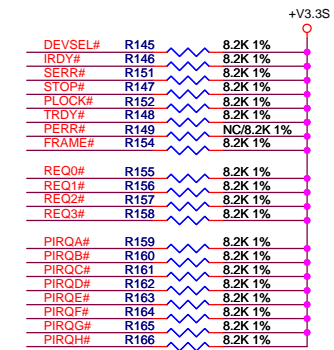 +V3.3S
DEVSEL# R145 8.2K 1%
IRDY# R146 8.2K 1%
SERR# R151 8.2K 1%
STOP# R147 8.2K 1%
PLOCK# R152 8.2K 1%
TRDY# R148 8.2K 1%
PERR# R149 NC/8.2K 1%
FRAME# R154 8.2K 1%
REQ0# R155 8.2K 1%
REQ1# R156 8.2K 1%
REQ2# R157 8.2K 1%
REQ3# R158 8.2K 1%
PIRQA# R159 8.2K 1%
PIRQB# R160 8.2K 1%
PIRQC# R161 8.2K 1%
PIRQD# R162 8.2K 1%
PIRQE# R163 8.2K 1%
PIRQF# R164 8.2K 1%
PIRQG# R165 8.2K 1%
PIRQH# R166 8.2K 1%